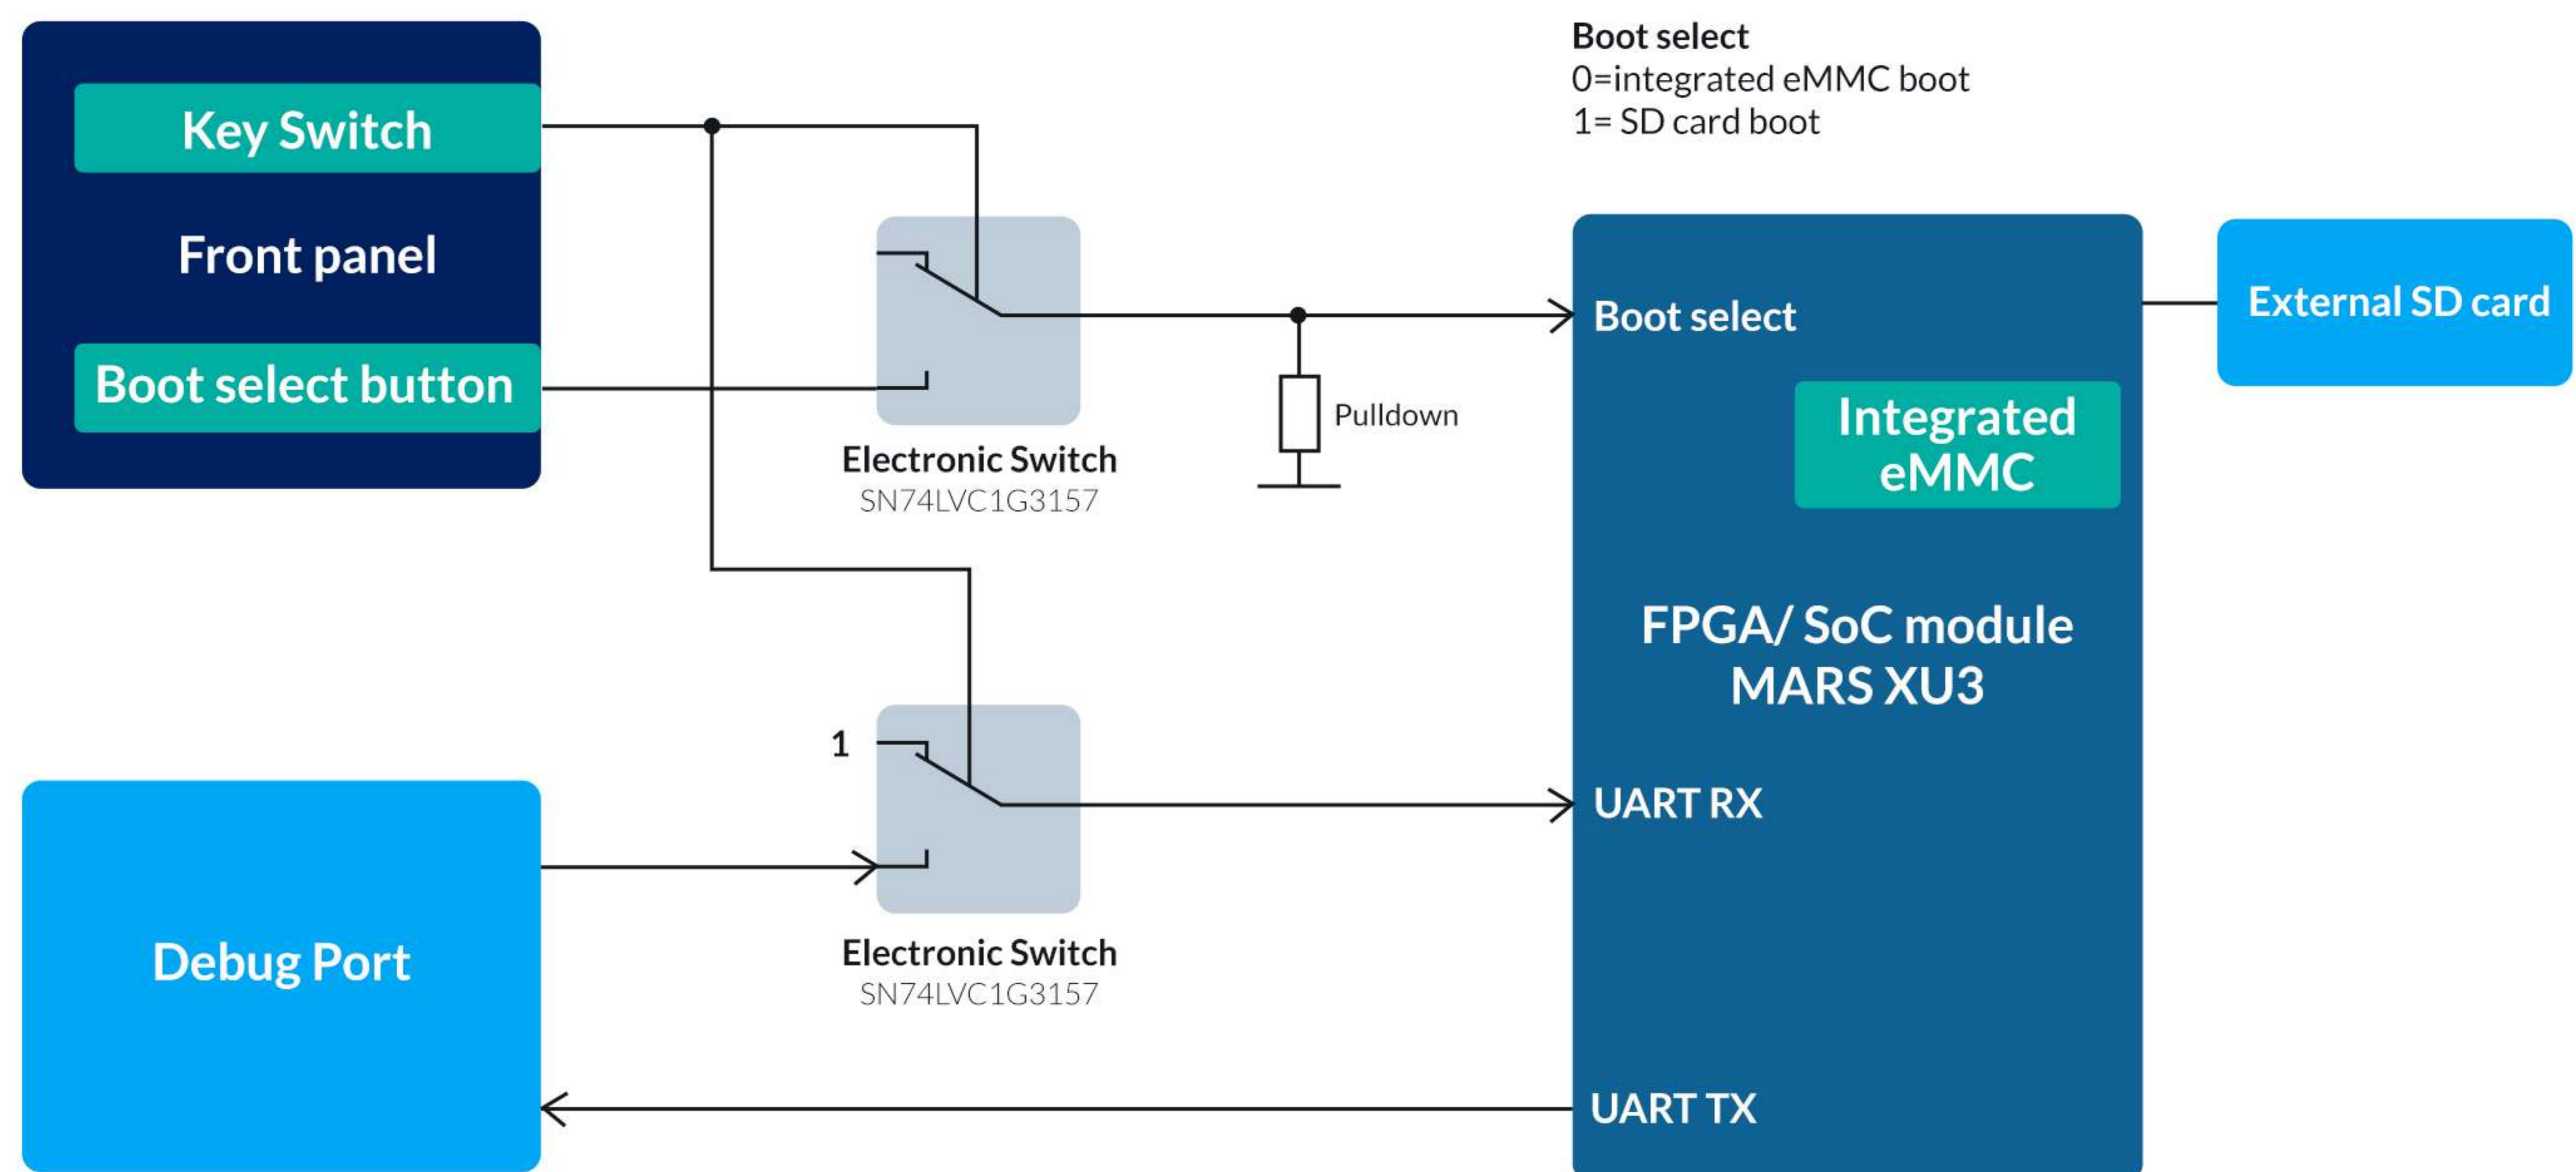 Boot select
0=integrated eMMC boot
1= SD card boot
Key Switch
Front panel
Boot select button
Electronic Switch
SN74LVC1G3157
Pulldown
Boot select
Integrated
eMMC
FPGA/ SoC module
MARS XU3
External SD card
1
UART RX
Debug Port
Electronic Switch
SN74LVC1G3157
UART TX